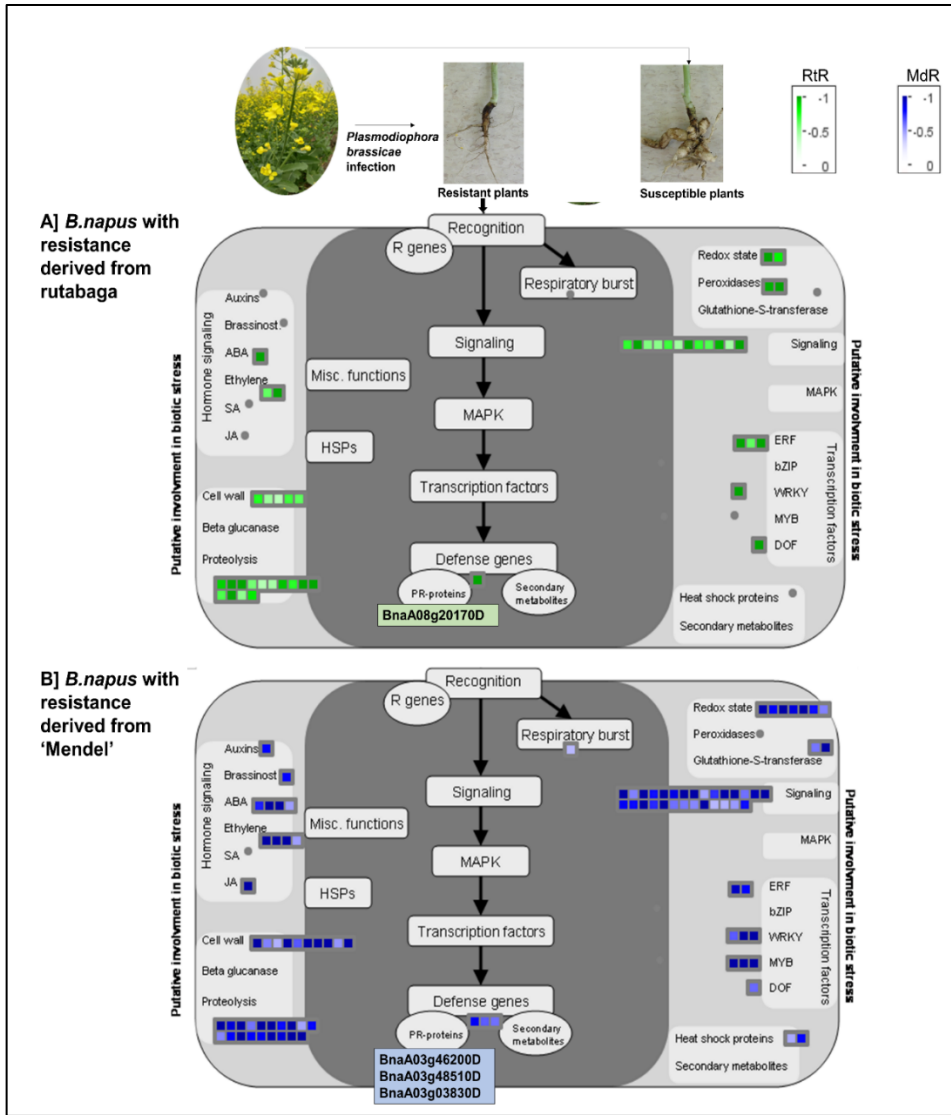 RtR
MdR
-1
-0.5
0
-1
-0.5
0
Plasmodiophora
brassicae
infection
Resistant plants
Susceptible plants
A] B.napus with
resistance
derived from
rutabaga
Recognition
R genes
Respiratory burst
Signaling
Misc. functions
MAPK
HSPs
Transcription factors
Defense genes
PR-proteins
Secondary
metabolites
BnaA08g20170D
Putative involvment in biotic stress
Hormone signaling
Auxins
Brassinost.
ABA
Ethylene
SA
JA
Cell wall
Beta glucanase
Proteolysis
Redox state
Peroxidases
Glutathione-S-transferase
Signaling
MAPK
ERF
bZIP
WRKY
MYB
DOF
Transcription factors
Heat shock proteins
Secondary metabolites
Putative involvment in biotic stress
B] B.napus with
resistance
derived from
‘Mendel’
Recognition
R genes
Respiratory burst
Signaling
Misc. functions
MAPK
HSPs
Transcription factors
Defense genes
PR-proteins
Secondary
metabolites
BnaA03g46200D
BnaA03g48510D
BnaA03g03830D
Putative involvment in biotic stress
Hormone signaling
Auxins
Brassinost
ABA
Ethylene
SA
JA
Cell wall
Beta glucanase
Proteolysis
Redox state
Peroxidases
Glutathione-S-transferase
Signaling
MAPK
ERF
bZIP
WRKY
MYB
DOF
Transcription factors
Heat shock proteins
Secondary metabolites
Putative involvment in biotic stress